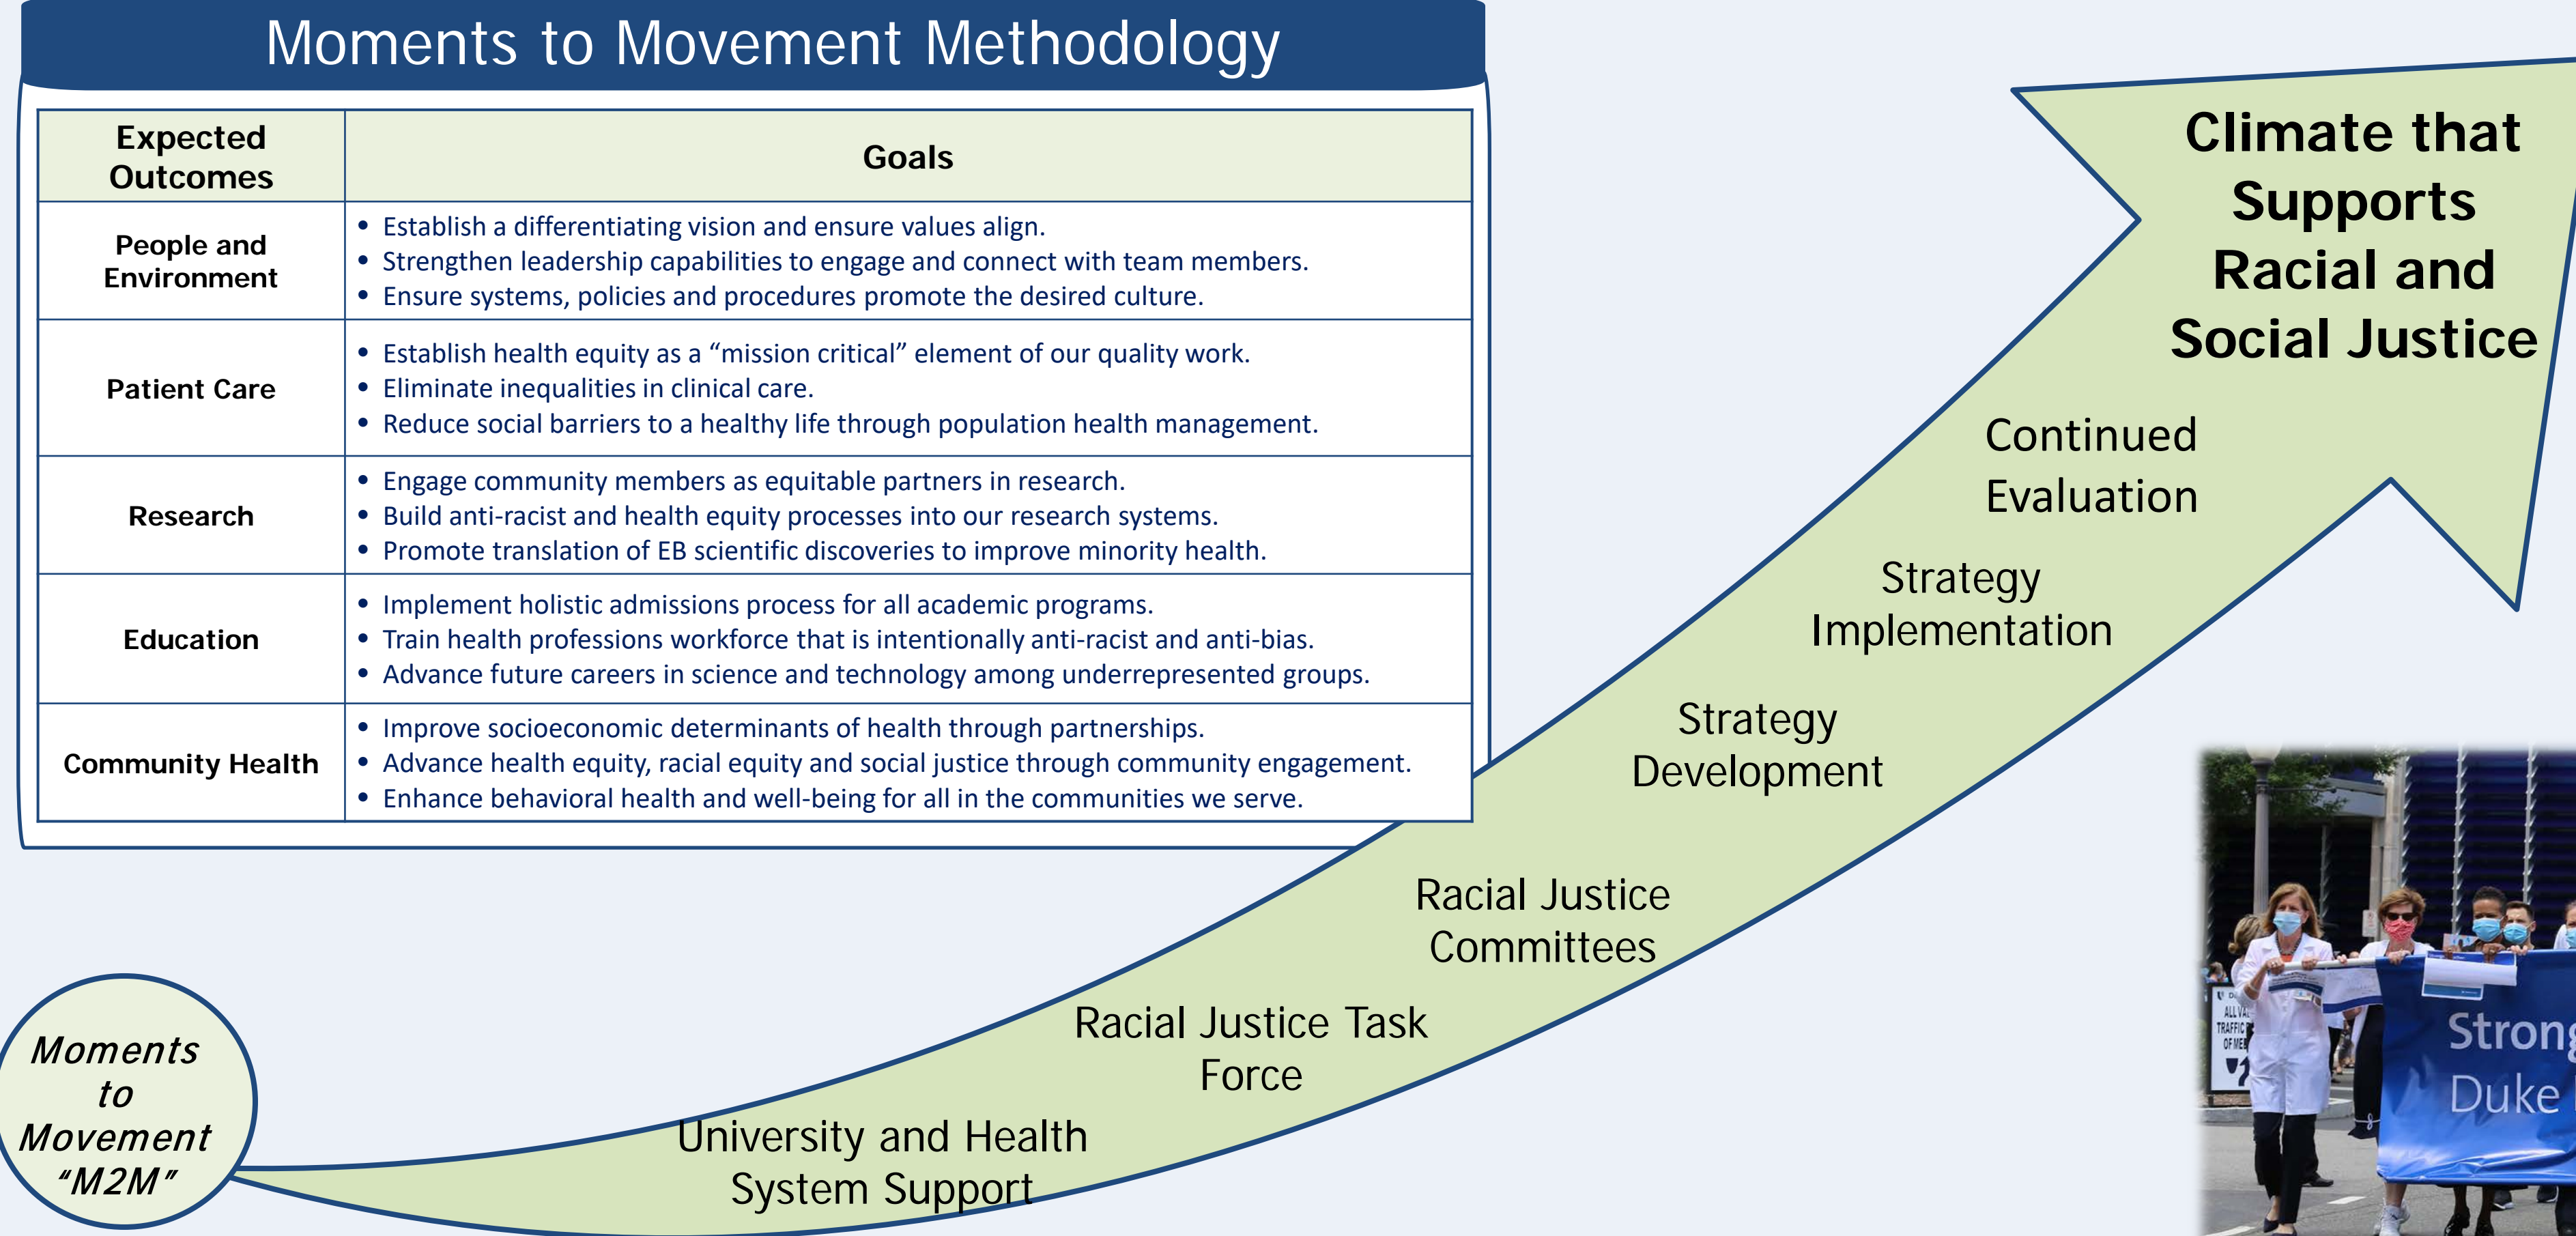 Moments to Movement Methodology
Expected
Outcomes
Goals
People and
Environment
• Establish a differentiating vision and ensure values align.
• Strengthen leadership capabilities to engage and connect with team members.
• Ensure systems, policies and procedures promote the desired culture.
Patient Care
• Establish health equity as a “mission critical” element of our quality work.
• Eliminate inequalities in clinical care.
• Reduce social barriers to a healthy life through population health management.
Research
• Engage community members as equitable partners in research.
• Build anti-racist and health equity processes into our research systems.
• Promote translation of EB scientific discoveries to improve minority health.
Education
• Implement holistic admissions process for all academic programs.
• Train health professions workforce that is intentionally anti-racist and anti-bias.
• Advance future careers in science and technology among underrepresented groups.
Community Health
• Improve socioeconomic determinants of health through partnerships.
• Advance health equity, racial equity and social justice through community engagement.
• Enhance behavioral health and well-being for all in the communities we serve.
Moments
to
Movement
“M2M”
University and Health
System Support
Racial Justice Task
Force
Racial Justice
Committees
Strategy
Development
Strategy
Implementation
Continued
Evaluation
Climate that
Supports
Racial and
Social Justice
ALL
TRAFFIC
Strong
Duke